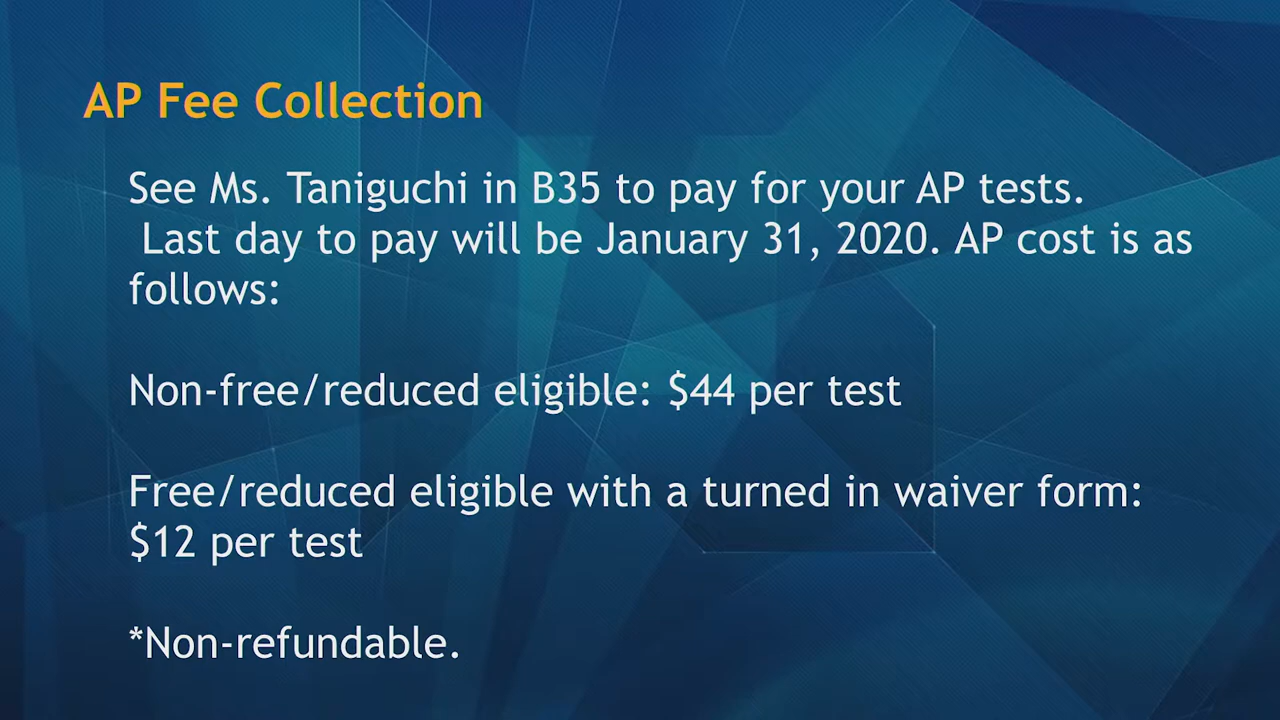 AP Fee Collection
See Ms. Taniguchi in B35 to pay for your AP tests.
Last day to pay will be January 31, 2020. AP cost is as
follows:
Non-free/reduced eligible: $44 per test
Free/reduced eligible with a turned in waiver form:
$12 per test
*Non-refundable.